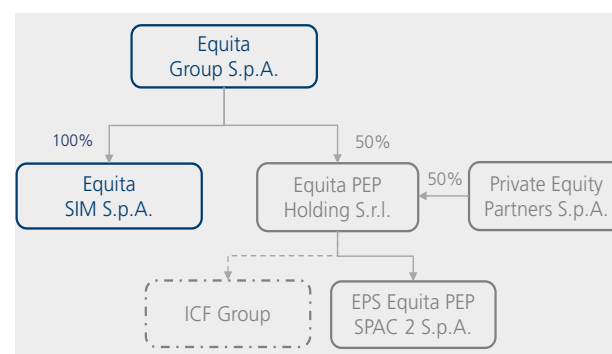 Equita
Group S.p.A.
100%
50%
Equita
SIM S.p.A.
Equita PEP
Holding S.r.l.
50%
Private Equity
Partners S.p.A.
ICF Group
EPS Equita PEP
SPAC 2 S.p.A.